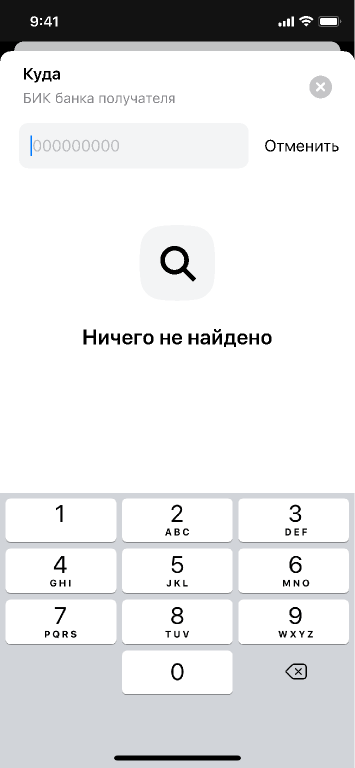 9:41
Куда
БИК банка получателя
000000000
Отменить
Ничего не найдено
1
2
ABC
3
DEF
4
GHI
5
JKL
6
MNO
7
PQRS
8
TUV
9
WXYZ
0